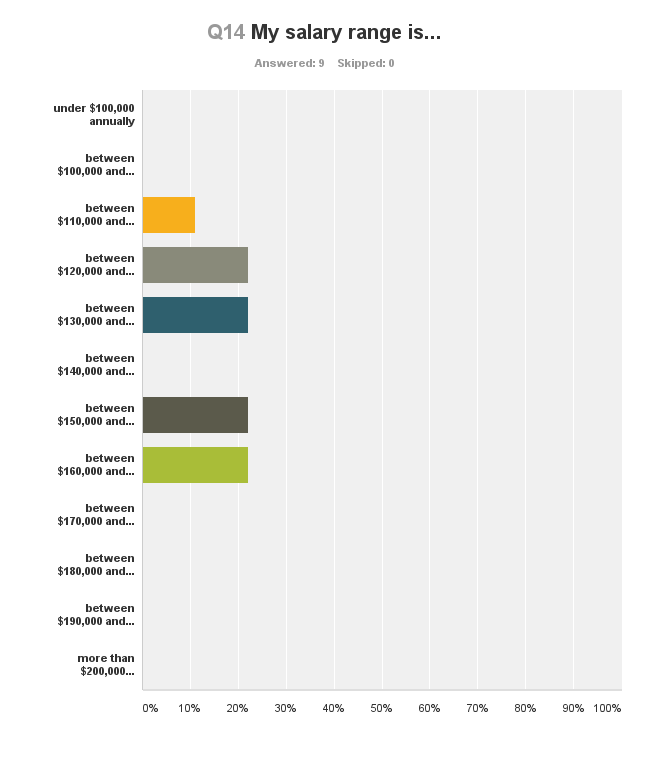 Q14 My salary range is...
Answered: 9 Skipped: 0
under $100,000
annually
between
$100,000 and...
between
$110,000 and...
between
$120,000 and...
between
$130,000 and...
between
$140,000 and...
between
$150,000 and...
between
$160,000 and...
between
$170,000 and...
between
$180,000 and...
between
$190,000 and...
more than
$200,000...
0% 10% 20% 30% 40% 50% 60% 70% 80% 90% 100%